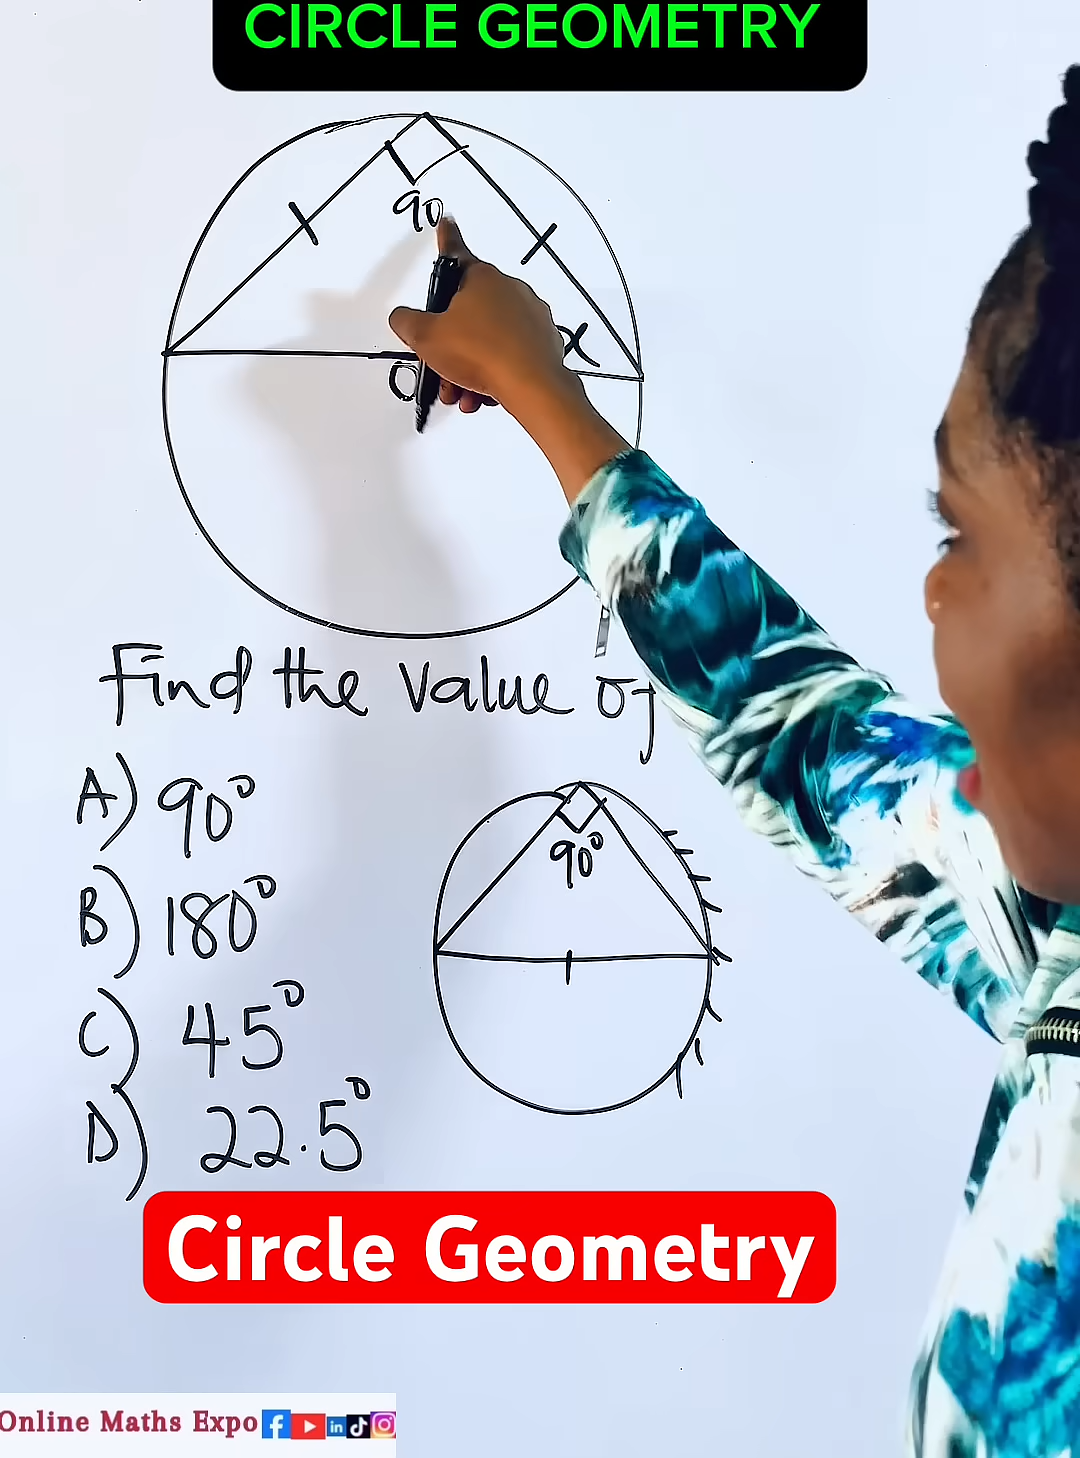 CIRCLE GEOMETRY
90
x
O
Find the Value of
A) 90°
B) 180°
C) 45°
D) 22.5°
90°
Circle Geometry
Online Maths Expo